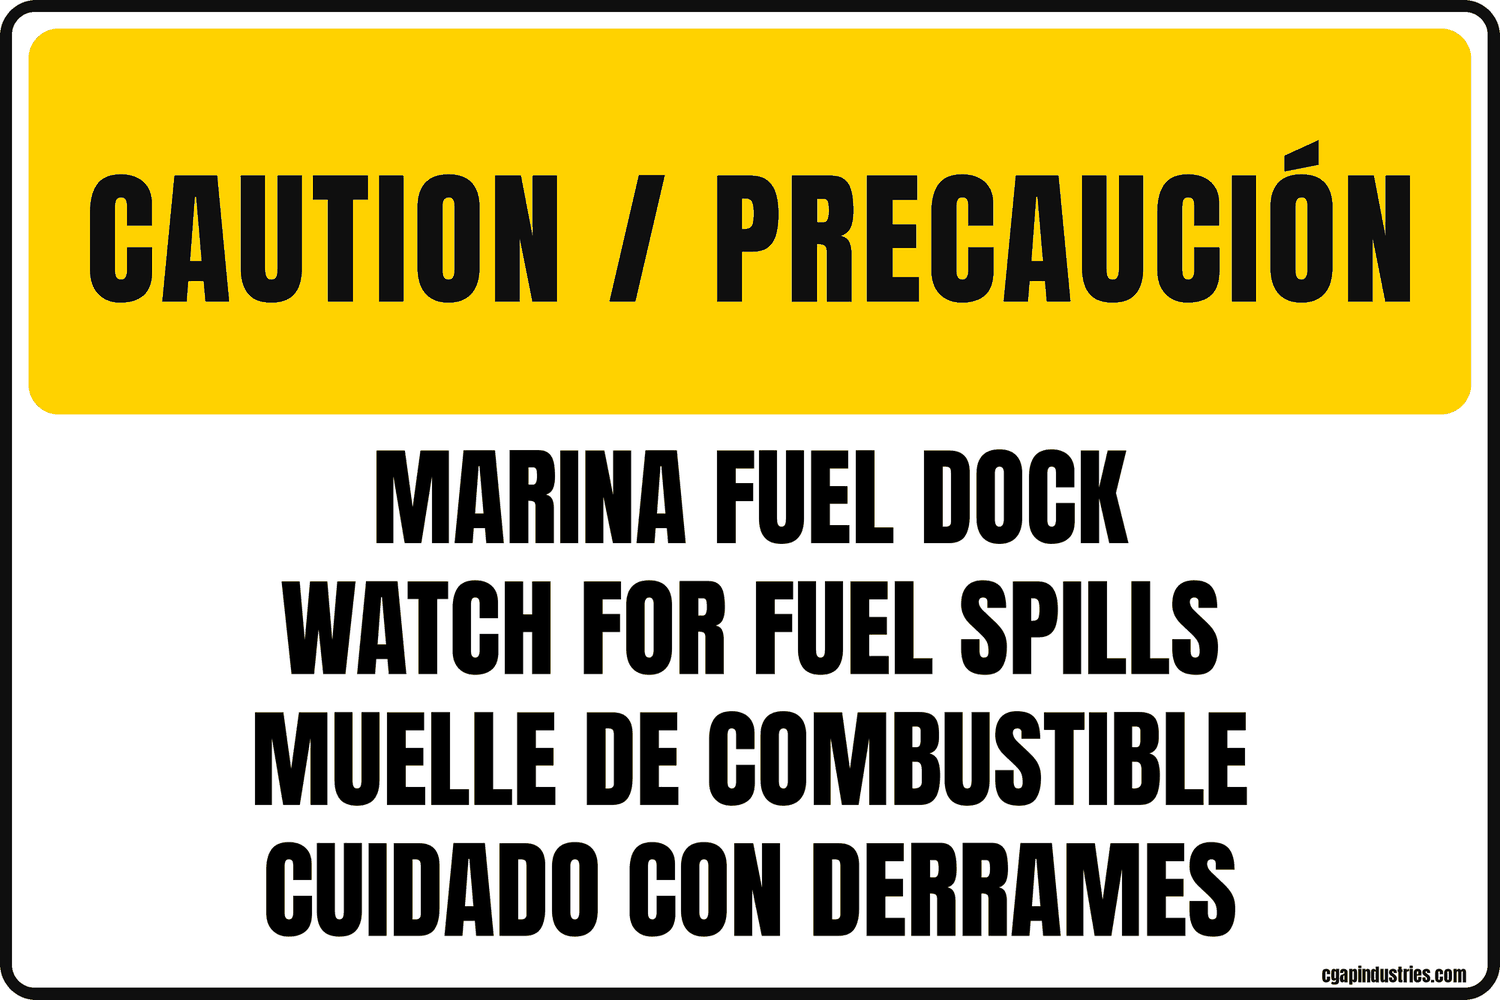 CAUTION / PRECAUCIÓN
MARINA FUEL DOCK
WATCH FOR FUEL SPILLS
MUELLE DE COMBUSTIBLE
CUIDADO CON DERRAMES
cgapindustries.com